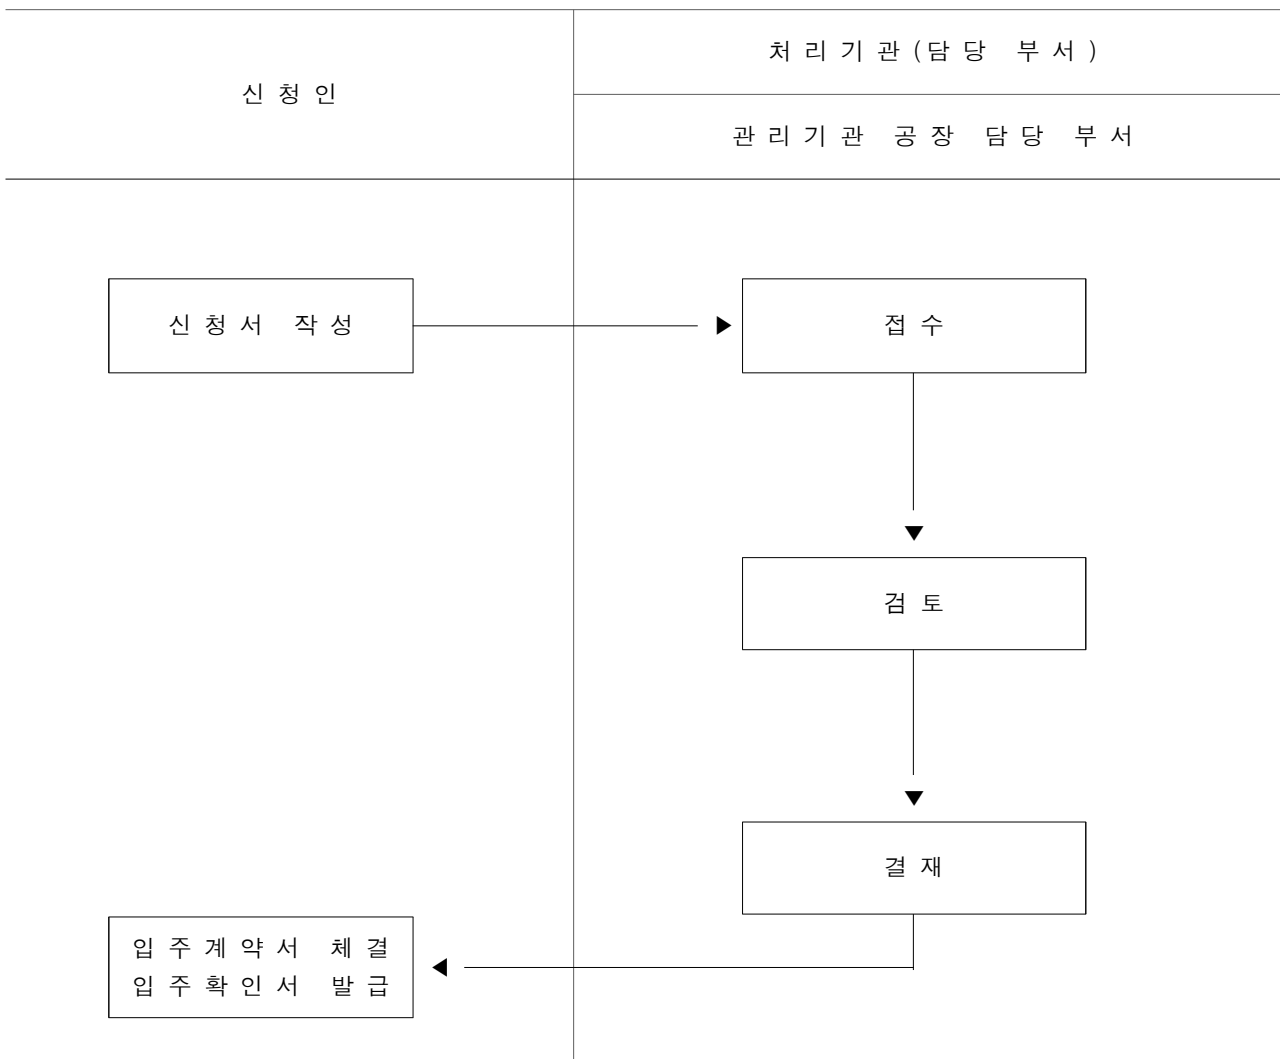 신청인
처리기관(담당 부서)
관리기관 공장 담당 부서
신청서 작성
접수
검토
결재
입주계약서 체결
입주확인서 발급